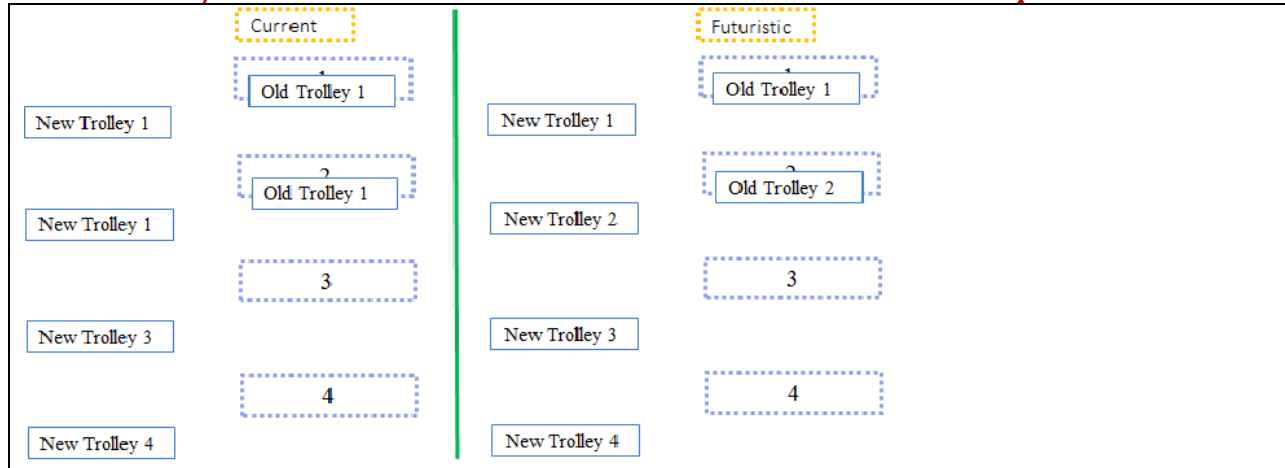 Current
Old Trolley 1
New Trolley 1
Old Trolley 1
New Trolley 1
3
New Trolley 3
4
New Trolley 4
Futuristic
Old Trolley 1
New Trolley 1
Old Trolley 2
New Trolley 2
3
New Trolley 3
4
New Trolley 4